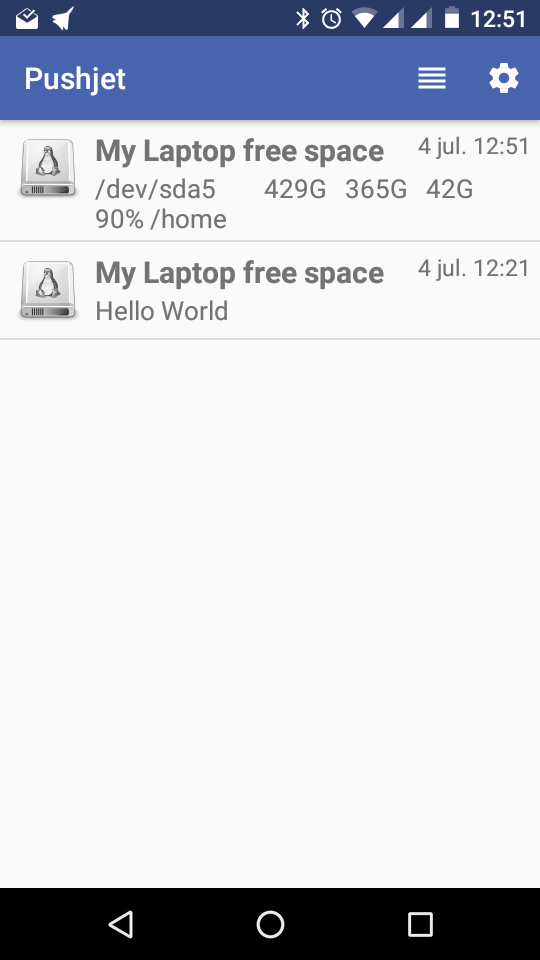 12:51
Pushjet
My Laptop free space 4 jul. 12:51
/dev/sda5 429G 365G 42G
90% /home
My Laptop free space 4 jul. 12:21
Hello World